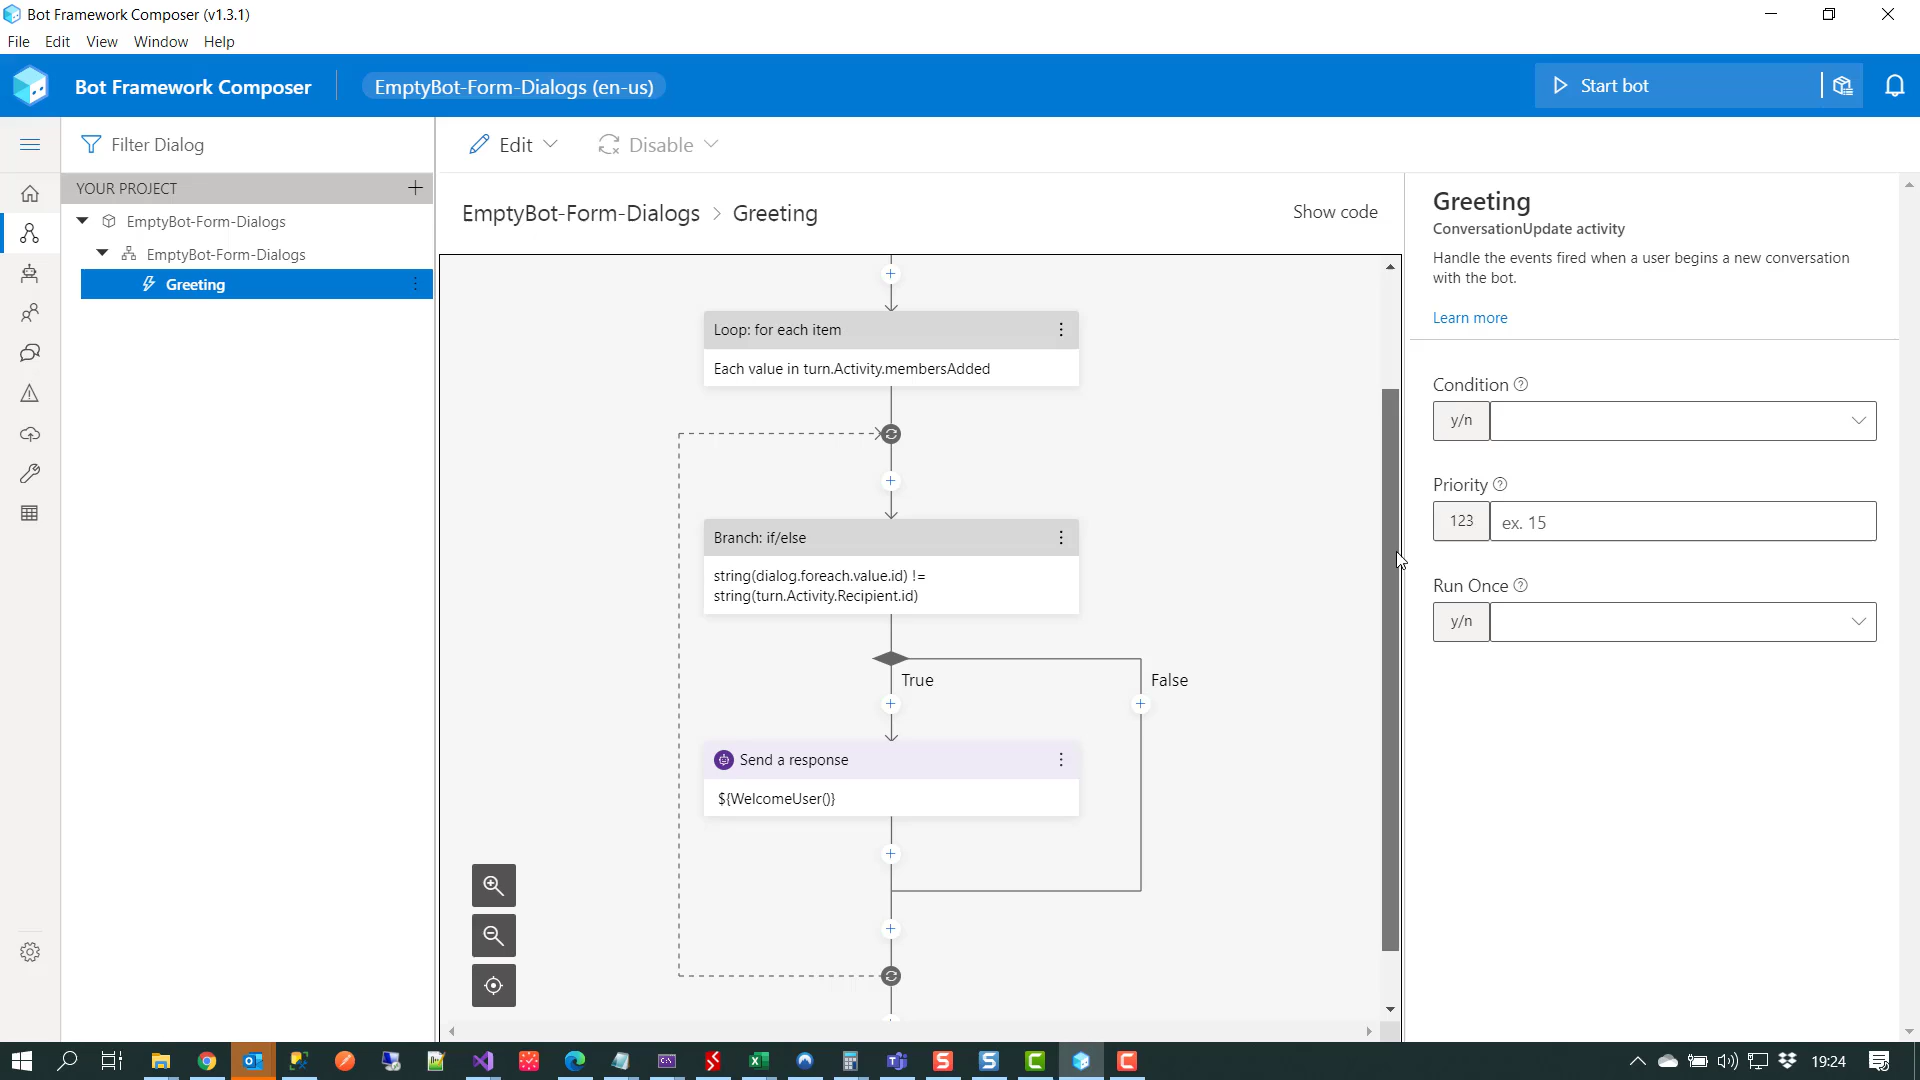 Bot Framework Composer (v1.3.1)
File Edit View Window Help
Bot Framework Composer
EmptyBot-Form-Dialogs (en-us)
Start bot
Filter Dialog
Edit
Disable
YOUR PROJECT
EmptyBot-Form-Dialogs
EmptyBot-Form-Dialogs
Greeting
EmptyBot-Form-Dialogs > Greeting
Show code
Loop: for each item
Each value in turn.Activity.membersAdded
Branch: if/else
string(dialog.foreach.value.id) !=
string(turn.Activity.Recipient.id)
True
False
Send a response
${WelcomeUser()}
Greeting
ConversationUpdate activity
Handle the events fired when a user begins a new conversation
with the bot.
Learn more
Condition
y/n
Priority
123
ex. 15
Run Once
y/n
19:24